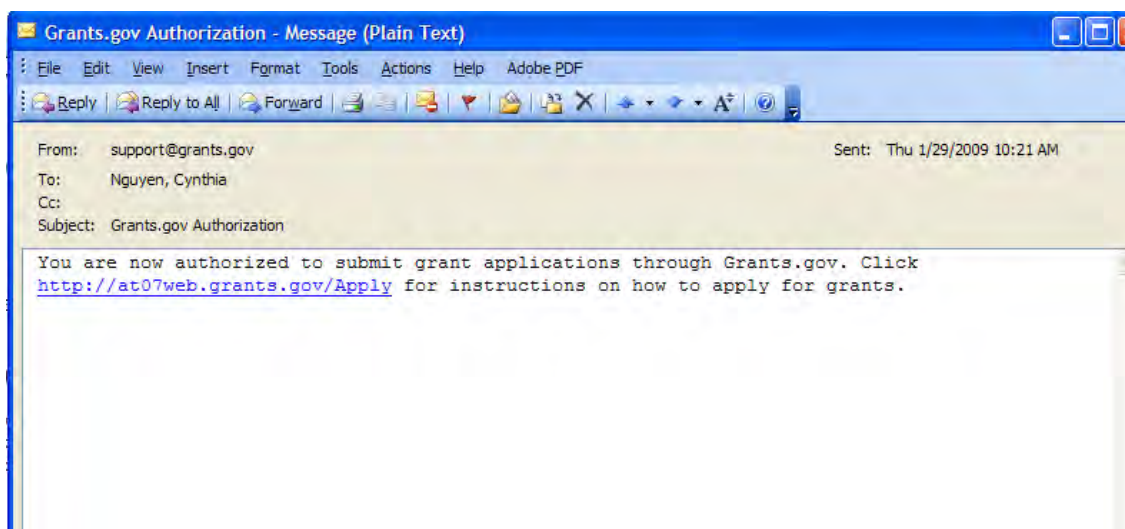 Grants.gov Authorization - Message (Plain Text)
File Edit View Insert Format Tools Actions Help Adobe PDF
Reply Reply to All Forward
From: support@grants.gov Sent: Thu 1/29/2009 10:21 AM
To: Nguyen, Cynthia
Cc:
Subject: Grants.gov Authorization
You are now authorized to submit grant applications through Grants.gov. Click
http://at07web.grants.gov/Apply for instructions on how to apply for grants.